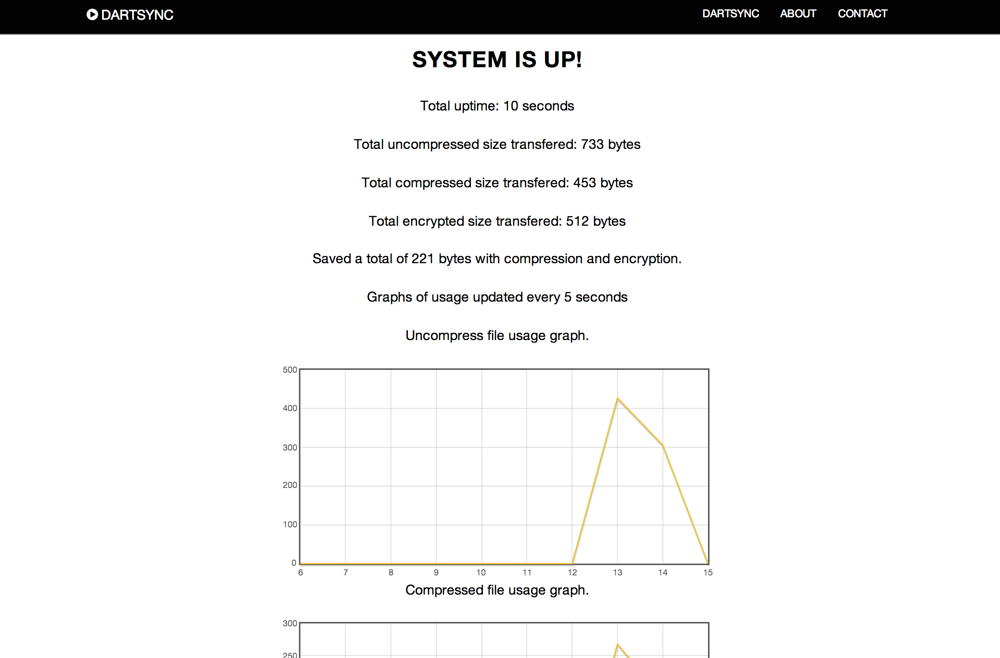 DARTSYNC
DARTSYNC ABOUT CONTACT
SYSTEM IS UP!
Total uptime: 10 seconds
Total uncompressed size transfered: 733 bytes
Total compressed size transfered: 453 bytes
Total encrypted size transfered: 512 bytes
Saved a total of 221 bytes with compression and encryption.
Graphs of usage updated every 5 seconds
Uncompress file usage graph.
500
400
300
200
100
0
6 7 8 9 10 11 12 13 14 15
Compressed file usage graph.
300
250